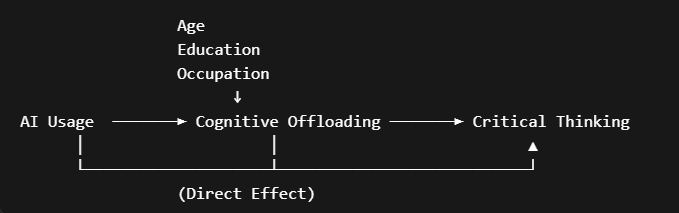 Age
Education
Occupation
AI Usage Cognitive Offloading Critical Thinking
(Direct Effect)